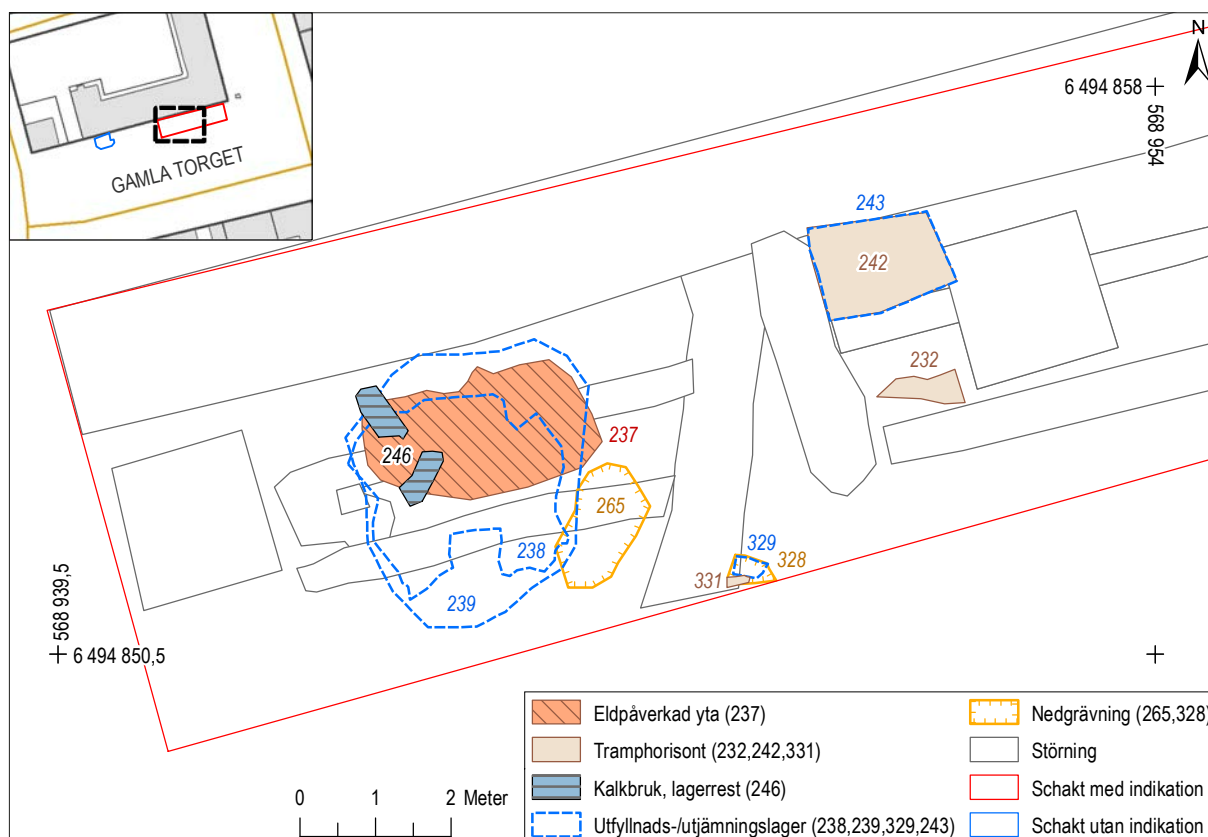 GAMLA TORGET
N
6 494 858
568 954
243
242
232
237
246
265
238
239
329
328
331
568 939,5
6 494 850,5
0 1 2 Meter
Eldpåverkad yta (237)
Tramphorisont (232,242,331)
Kalkbruk, lagerrest (246)
Utfyllnads-/utjämningslager (238,239,329,243)
Nedgrävning (265,328)
Störning
Schakt med indikation
Schakt utan indikation